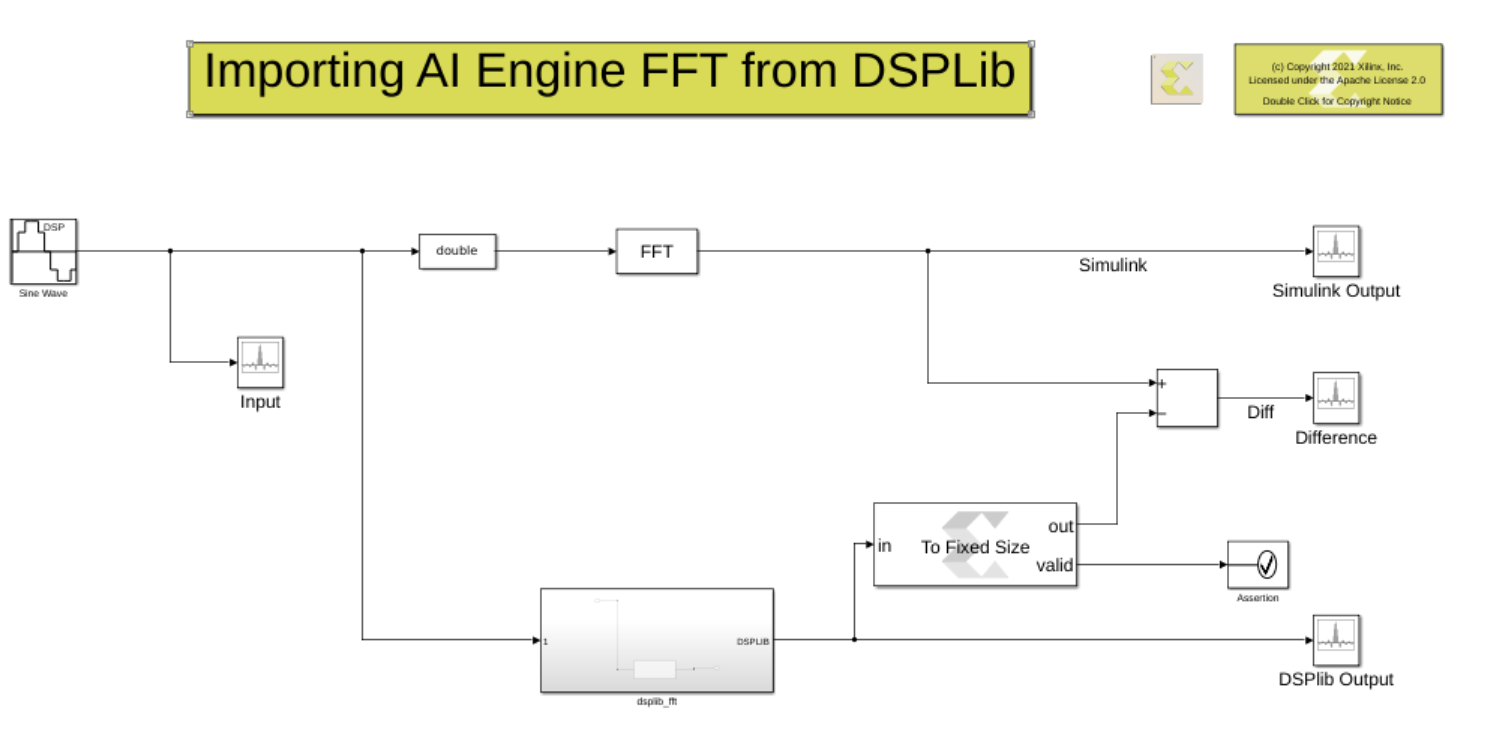 Importing AI Engine FFT from DSPLib
(c) Copyright 2021 Xilinx, Inc.
Licensed under the Apache License 2.0
Double Click for Copyright Notice
DSP
Sine Wave
double
FFT
Simulink
Simulink Output
Input
+
−
Diff
Difference
in
To Fixed Size
out
valid
Assertion
1
DSPLIB
dsplib_fft
DSPlib Output